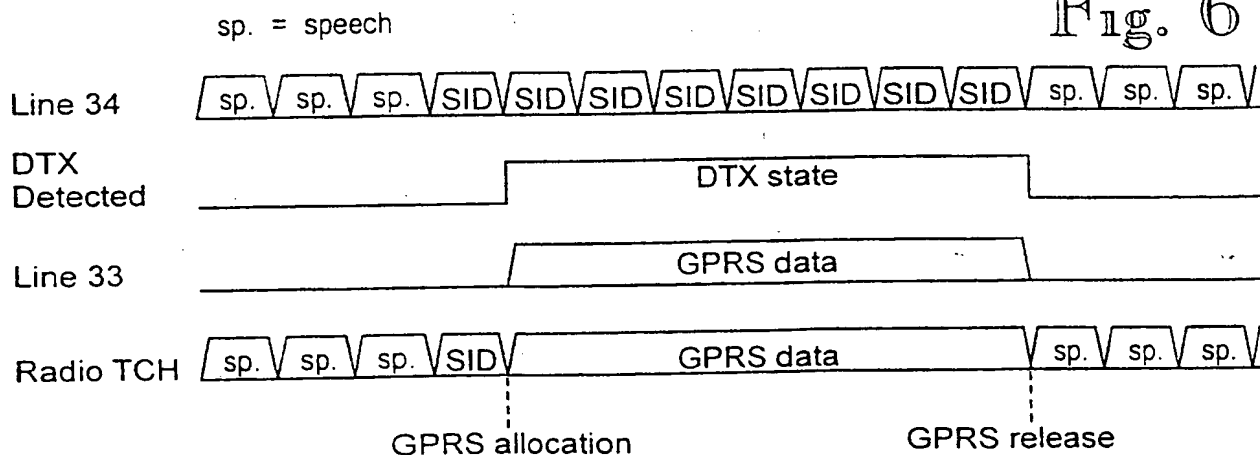 sp. = speech
Fig. 6
Line 34 sp. sp. sp. SID SID SID SID SID SID SID SID sp. sp. sp.
DTX
Detected
DTX state
Line 33 GPRS data
Radio TCH sp. sp. sp. SID GPRS data sp. sp. sp.
GPRS allocation GPRS release